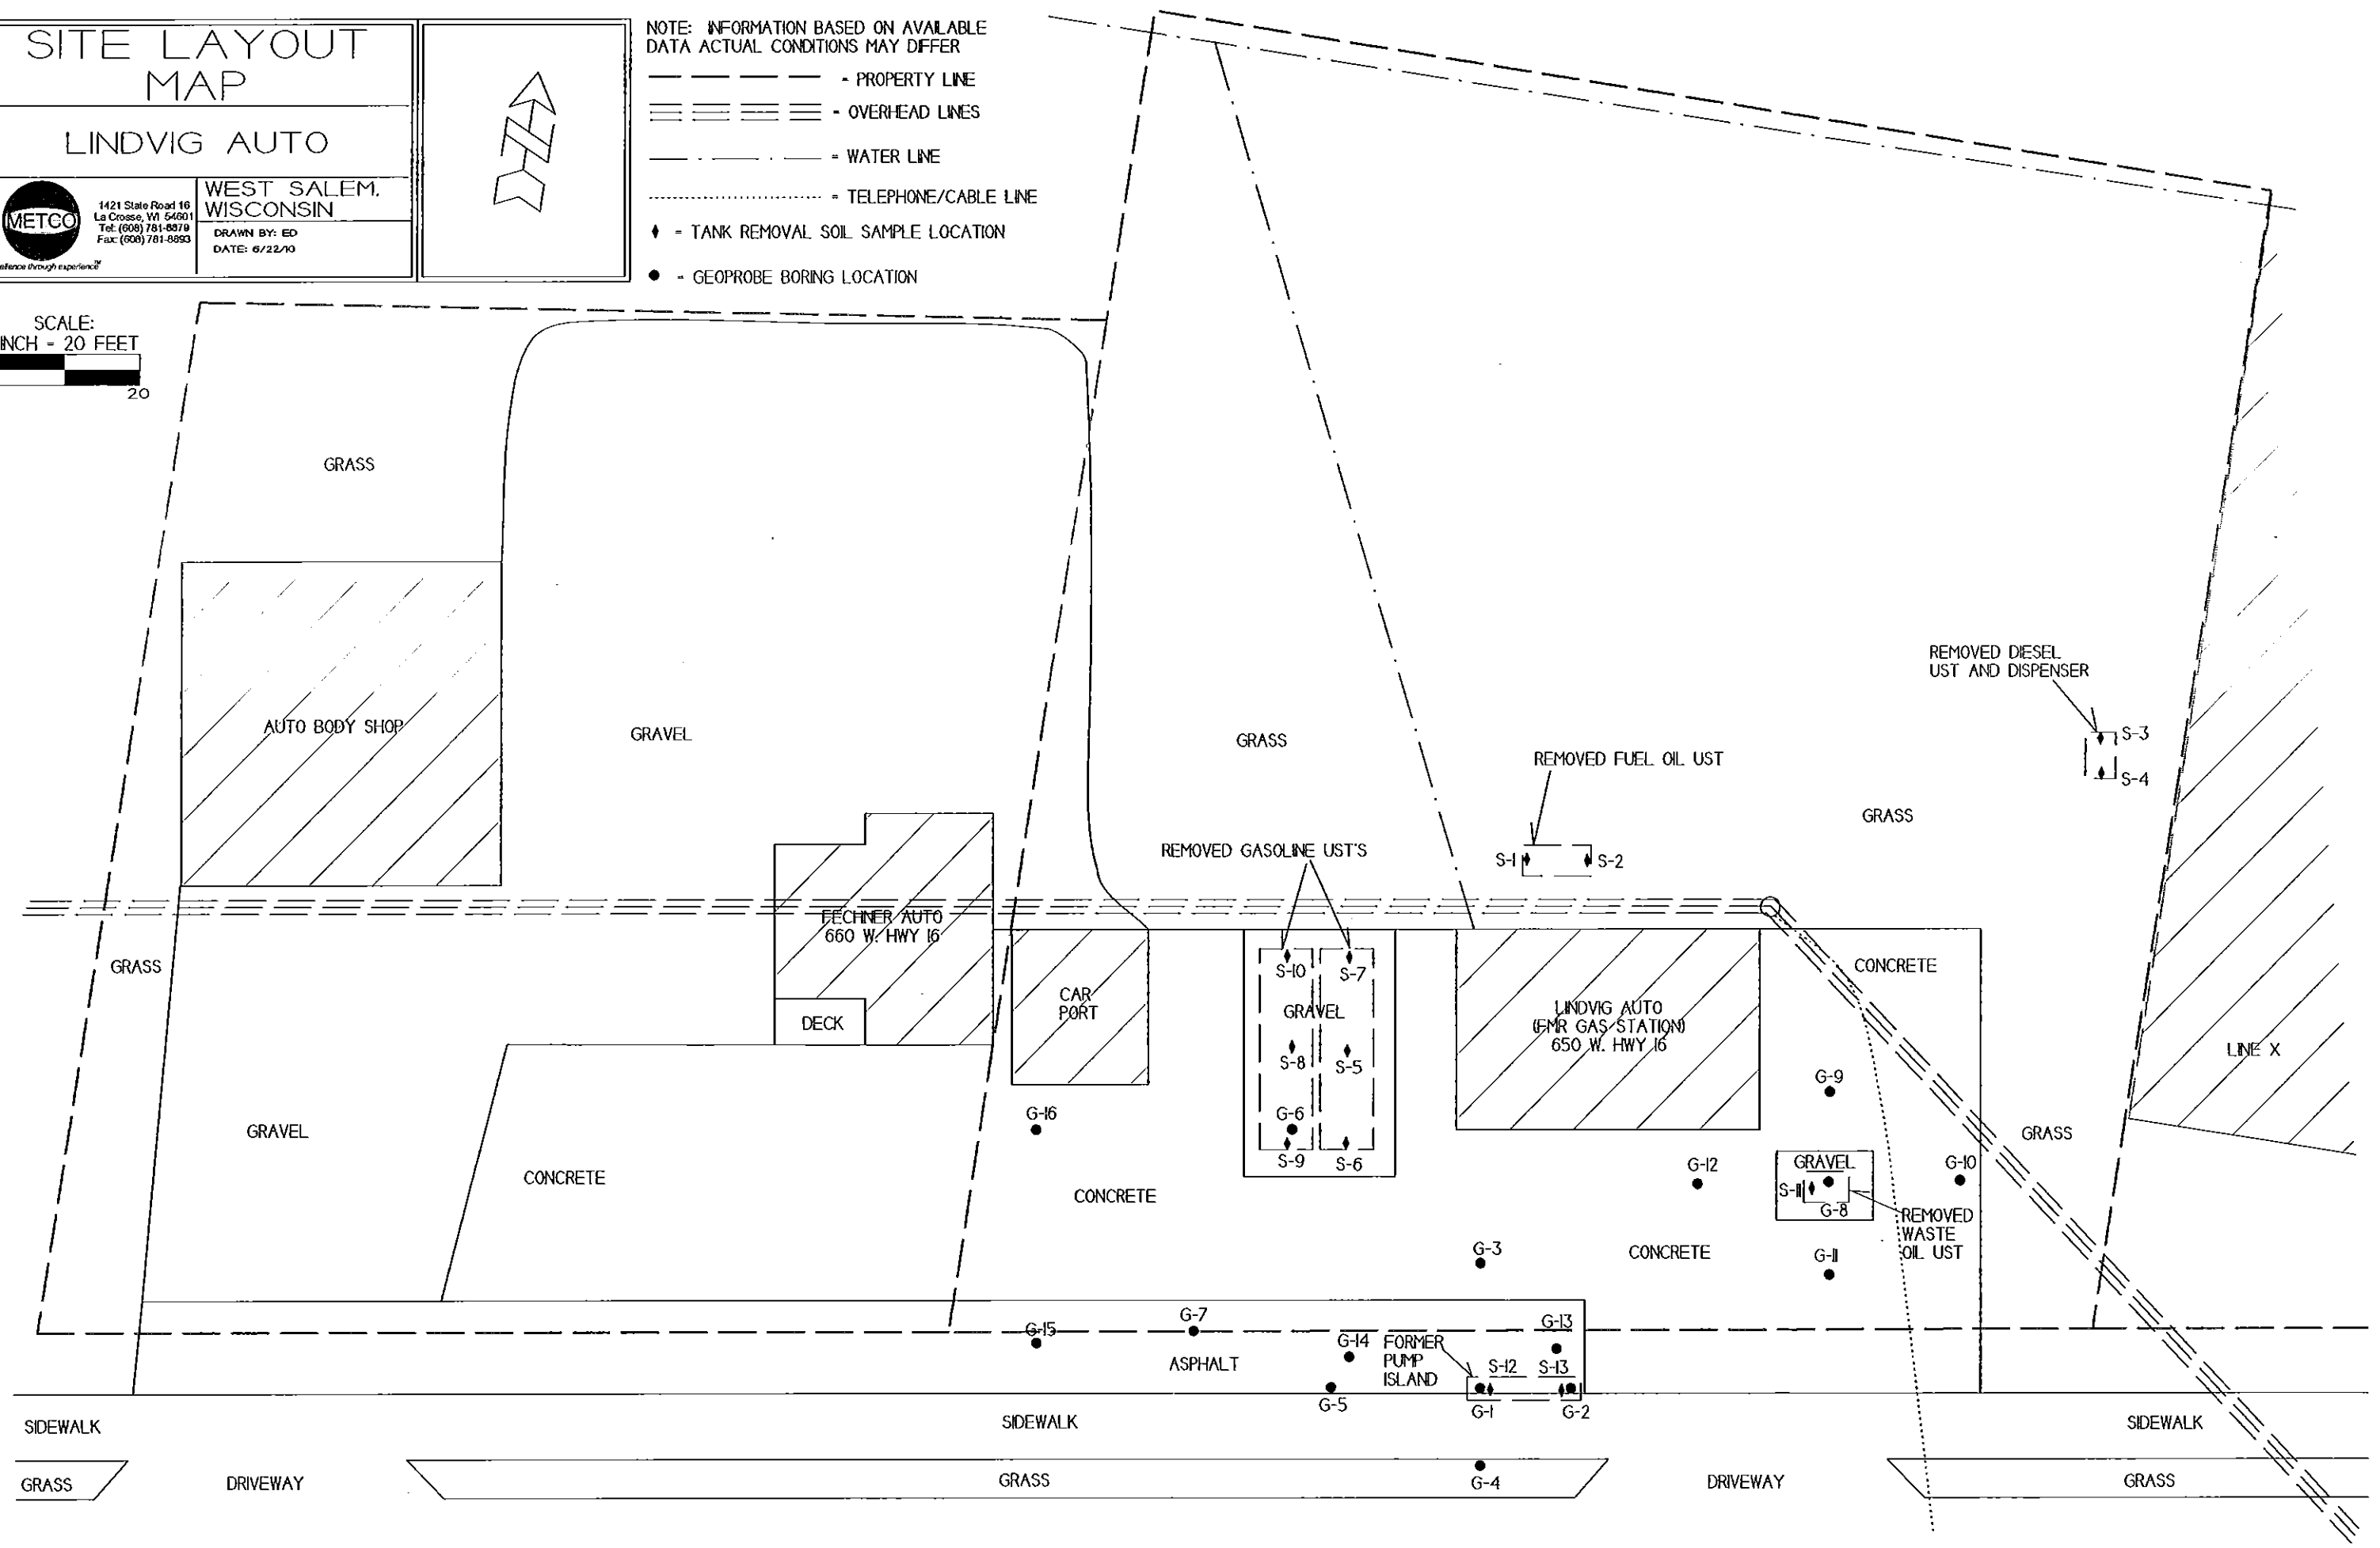 SITE LAYOUT
MAP
LINDVIG AUTO
METCO
1421 State Road 16
La Crosse, WI 54601
Tel: (608) 781-8879
Fax: (608) 781-8893
through experience
WEST SALEM,
WISCONSIN
DRAWN BY: ED
DATE: 6/22/10
NOTE: INFORMATION BASED ON AVAILABLE
DATA ACTUAL CONDITIONS MAY DIFFER
- PROPERTY LINE
- OVERHEAD LINES
= WATER LINE
= TELEPHONE/CABLE LINE
= TANK REMOVAL SOIL SAMPLE LOCATION
- GEOPROBE BORING LOCATION
SCALE:
INCH - 20 FEET
20
GRASS
AUTO BODY SHOP
GRAVEL
GRASS
REMOVED DIESEL
UST AND DISPENSER
S-3
S-4
REMOVED FUEL OIL UST
GRASS
REMOVED GASOLINE UST'S
S-1
S-2
FECHNER AUTO
660 W. HWY 16
GRASS
DECK
CAR
PORT
S-10
S-7
GRAVEL
S-8
S-5
G-6
S-9
S-6
LINDVIG AUTO
(FMR GAS STATION)
650 W. HWY 16
CONCRETE
LINE X
G-9
G-16
GRAVEL
CONCRETE
CONCRETE
G-12
GRAVEL
S-11
G-8
G-10
GRASS
REMOVED
WASTE
OIL UST
G-3
CONCRETE
G-11
G-15
G-7
G-14
G-13
FORMER
PUMP
ISLAND
ASPHALT
S-12
S-13
G-5
G-1
G-2
SIDEWALK
SIDEWALK
SIDEWALK
GRASS
DRIVEWAY
GRASS
G-4
DRIVEWAY
GRASS